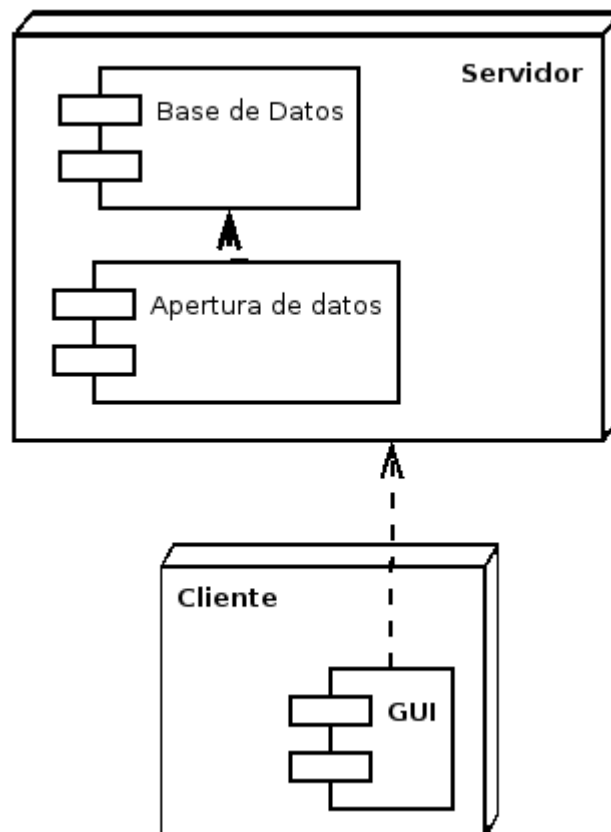 Servidor
Base de Datos
Apertura de datos
Cliente
GUI